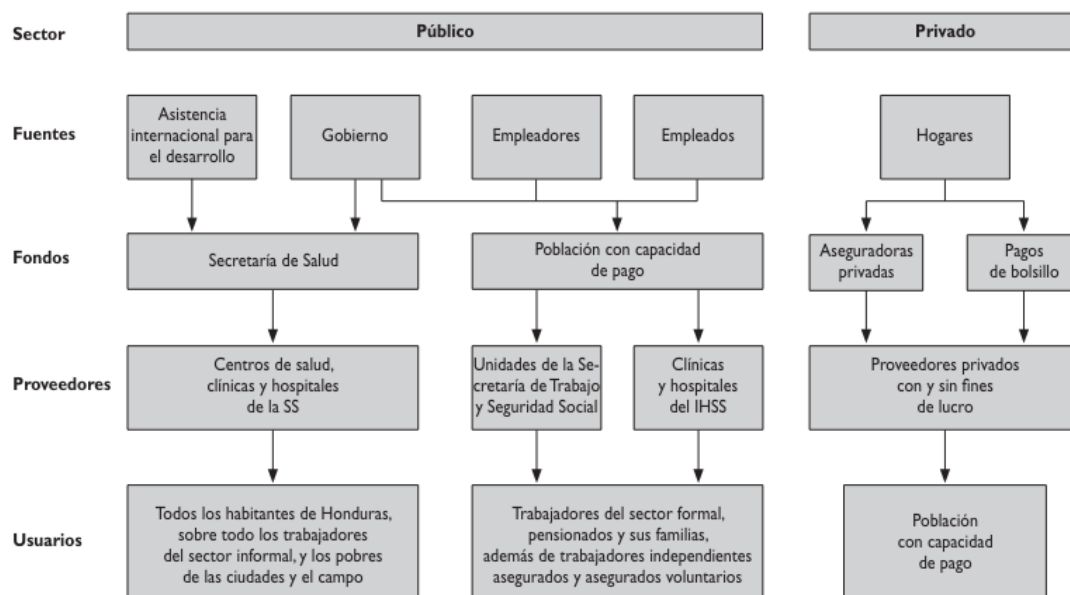 Sector
Público
Privado
Fuentes
Asistencia
internacional para
el desarrollo
Gobierno
Empleadores
Empleados
Hogares
Fondos
Secretaría de Salud
Población con capacidad
de pago
Aseguradoras
privadas
Pagos
de bolsillo
Proveedores
Centros de salud,
clínicas y hospitales
de la SS
Unidades de la Se-
cretaría de Trabajo
y Seguridad Social
Clínicas
y hospitales
del IHSS
Proveedores privados
con y sin fines
de lucro
Usuarios
Todos los habitantes de Honduras,
sobre todo los trabajadores
del sector informal, y los pobres
de las ciudades y el campo
Trabajadores del sector formal,
pensionados y sus familias,
además de trabajadores independientes
asegurados y asegurados voluntarios
Población
con capacidad
de pago